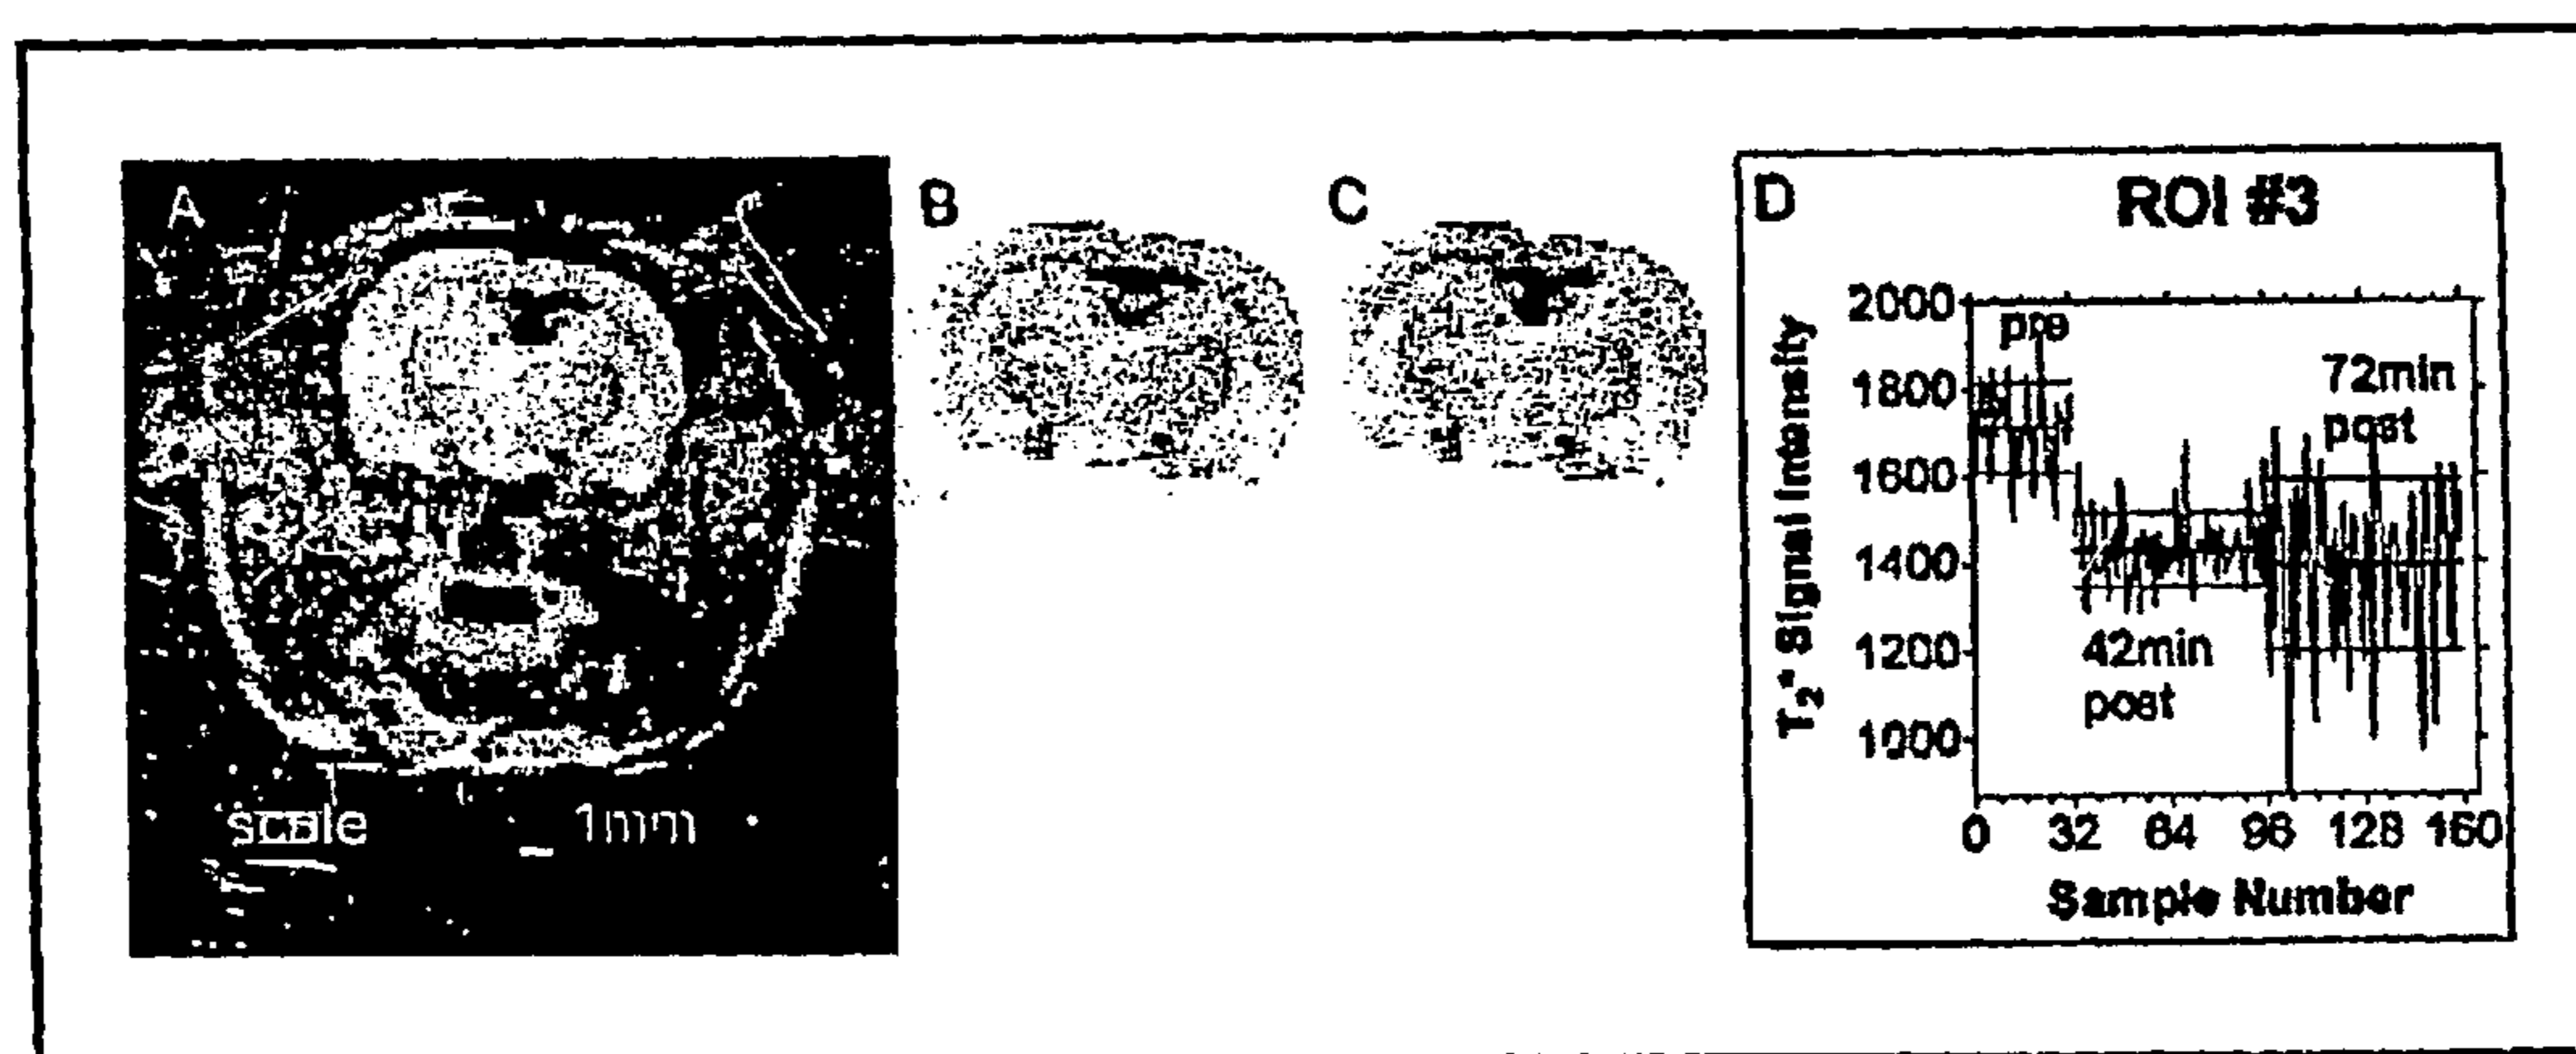 A
scale
1mm
B
C
D
ROI #3
T2* Signal Intensity
2000
1800
1600
1400
1200
1000
pre
42min
post
72min
post
0 32 64 96 128 160
Sample Number